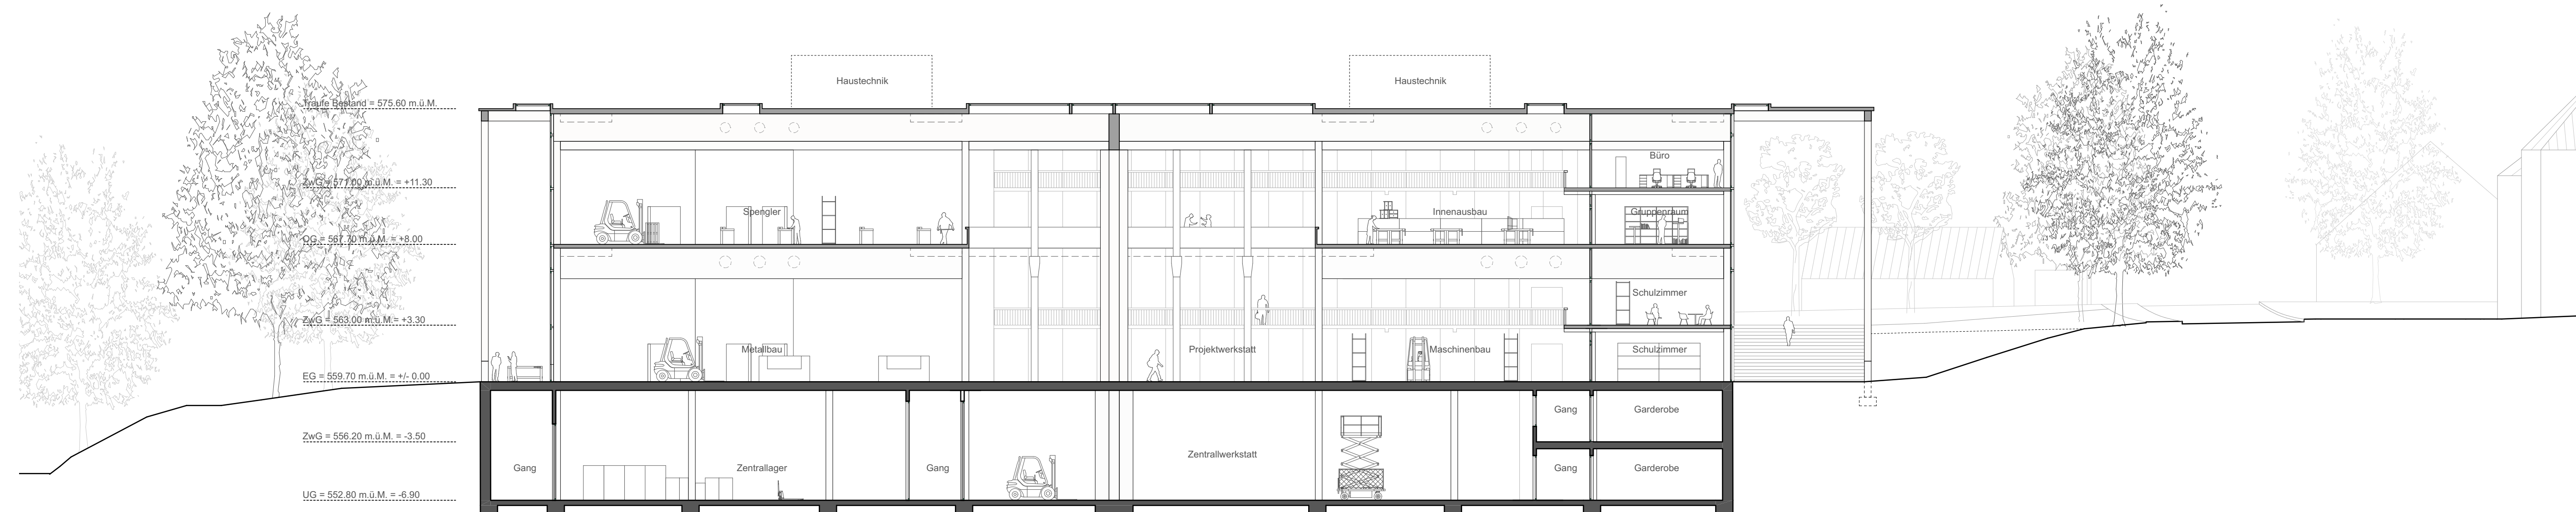 Haustechnik
Haustechnik
Traufe Bestand = 575.60 m.ü.M.
Büro
ZwG = 571.00 m.ü.M. = +11.30
Spengler
Innenausbau
Gruppenraum
OG = 567.70 m.ü.M. = +8.00
Schulzimmer
ZwG = 563.00 m.ü.M.= +3.30
Metallbau
Projektwerkstatt
Maschinenbau
Schulzimmer
EG = 559.70 m.ü.M. = +/- 0.00
Gang
Garderobe
ZwG = 556.20 m.ü.M. = -3.50
Zentrallwerkstatt
Gang
Zentrallager
Gang
Gang
Garderobe
UG = 552.80 m.ü.M. = -6.90